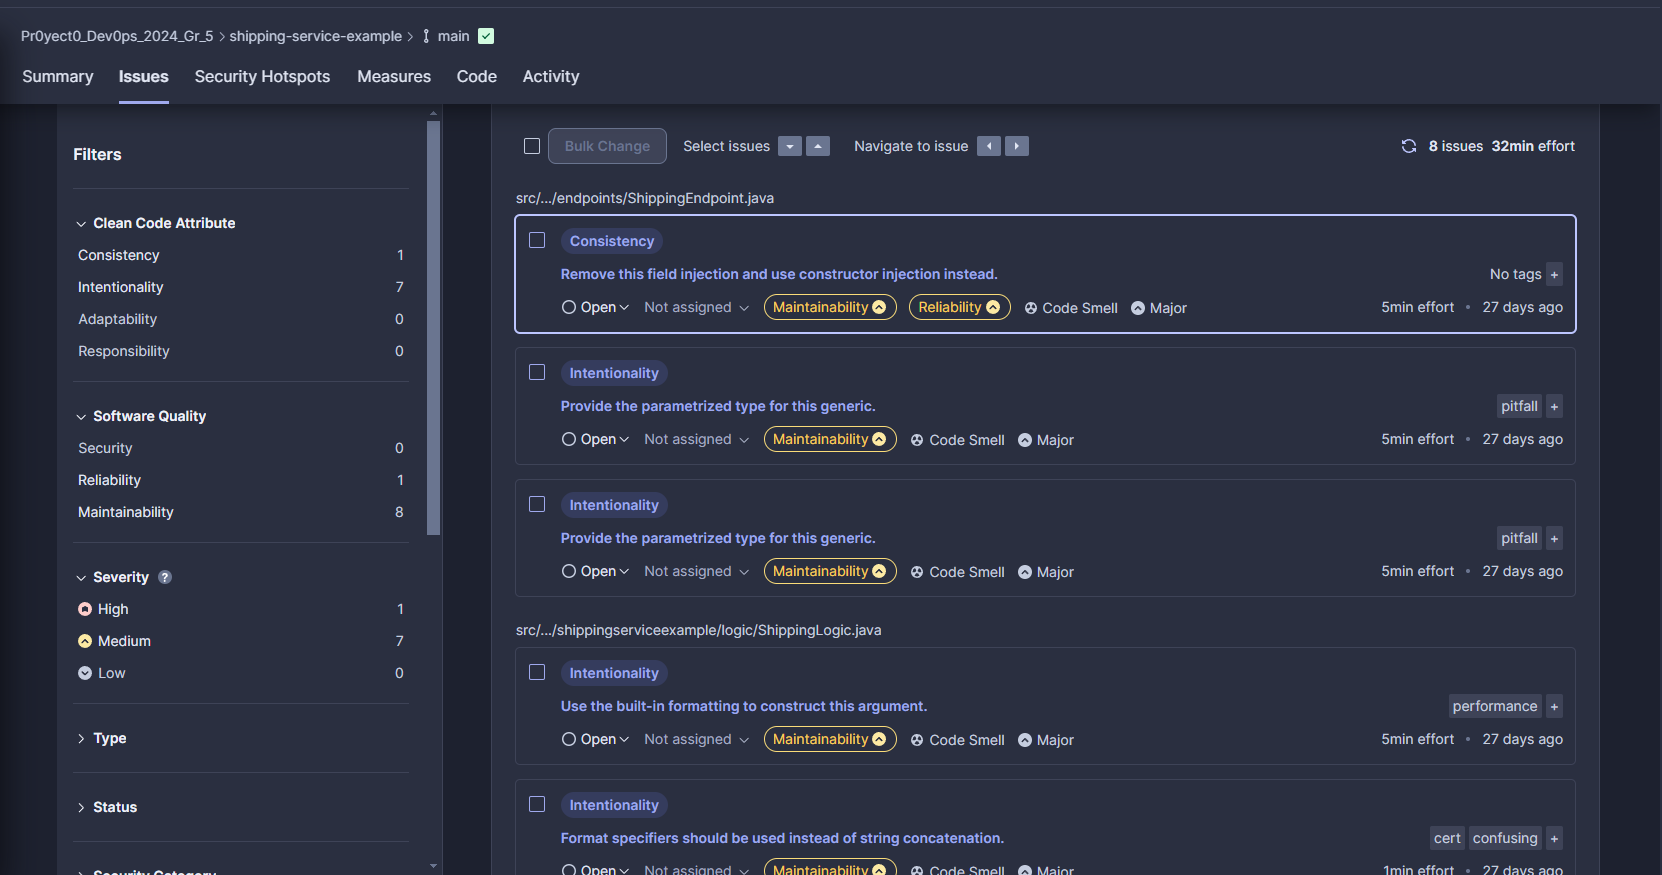 Pr0yect0_Dev0ps_2024_Gr_5 > shipping-service-example > main
Summary Issues Security Hotspots Measures Code Activity
Filters
Clean Code Attribute
Consistency 1
Intentionality 7
Adaptability 0
Responsibility 0
Software Quality
Security 0
Reliability 1
Maintainability 8
Severity ?
High 1
Medium 7
Low 0
Type
Status
Security Category
Bulk Change Select issues Navigate to issue 8 issues 32min effort
src/.../endpoints/ShippingEndpoint.java
Consistency
Remove this field injection and use constructor injection instead. No tags +
Open Not assigned Maintainability Reliability Code Smell Major 5min effort • 27 days ago
Intentionality
Provide the parametrized type for this generic. pitfall +
Open Not assigned Maintainability Code Smell Major 5min effort • 27 days ago
Intentionality
Provide the parametrized type for this generic. pitfall +
Open Not assigned Maintainability Code Smell Major 5min effort • 27 days ago
src/.../shippingserviceexample/logic/ShippingLogic.java
Intentionality
Use the built-in formatting to construct this argument. performance +
Open Not assigned Maintainability Code Smell Major 5min effort • 27 days ago
Intentionality
Format specifiers should be used instead of string concatenation. cert confusing +
Open Not assigned Maintainability Code Smell Major 1min effort • 27 days ago